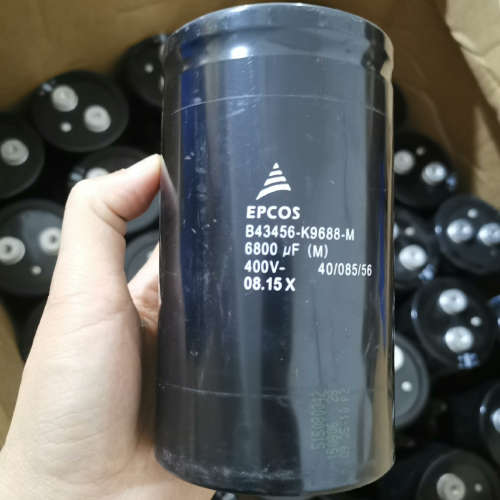 EPCOS
B43456-K9688-M
6800 µF (M)
400V- 40/085/56
08.15 X